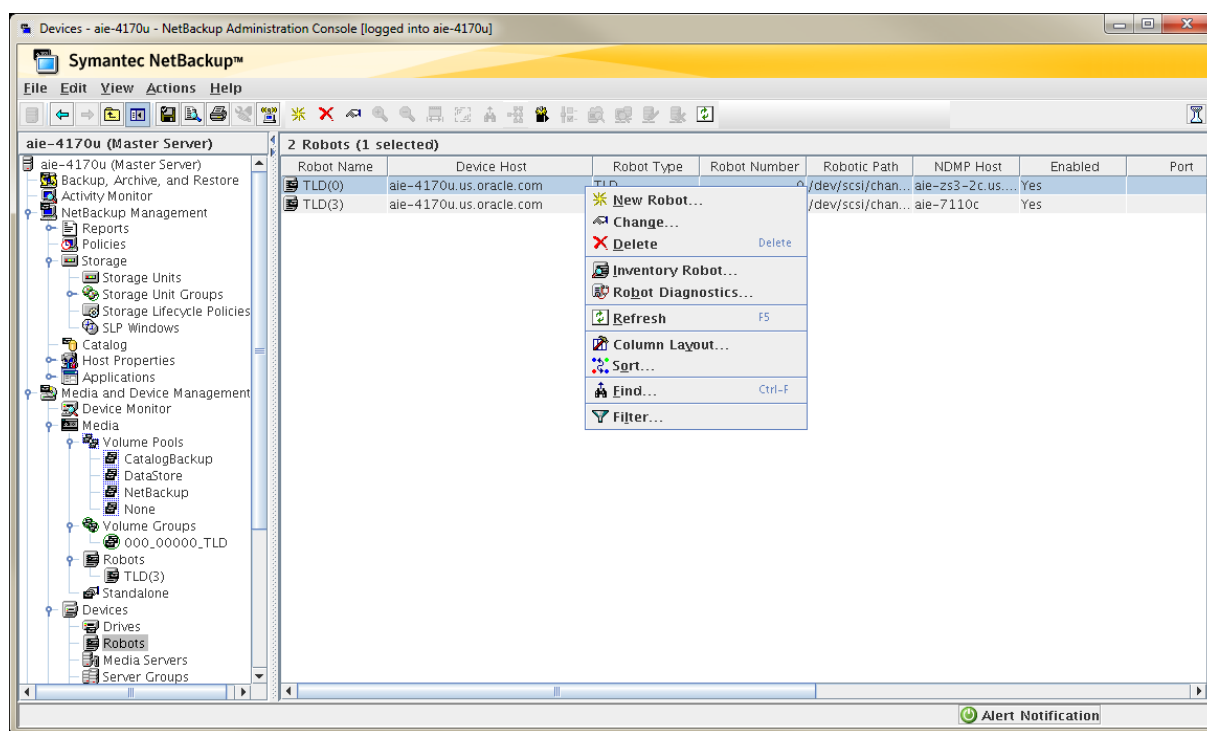 Devices - aie-4170u - NetBackup Administration Console [logged into aie-4170u]
Symantec NetBackup™
File Edit View Actions Help
aie-4170u (Master Server)
2 Robots (1 selected)
aie-4170u (Master Server)
Backup, Archive, and Restore
Activity Monitor
NetBackup Management
Reports
Policies
Storage
Storage Units
Storage Unit Groups
Storage Lifecycle Policies
SLP Windows
Catalog
Host Properties
Applications
Media and Device Management
Device Monitor
Media
Volume Pools
CatalogBackup
DataStore
NetBackup
None
Volume Groups
000_00000_TLD
Robots
TLD(3)
Standalone
Devices
Drives
Robots
Media Servers
Server Groups
Robot Name Device Host Robot Type Robot Number Robotic Path NDMP Host Enabled Port
TLD(0) aie-4170u.us.oracle.com TLD 0 /dev/scsi/chan... aie-zs3-2c.us.... Yes
TLD(3) aie-4170u.us.oracle.com /dev/scsi/chan... aie-7110c Yes
New Robot...
Change...
Delete Delete
Inventory Robot...
Robot Diagnostics...
Refresh F5
Column Layout...
Sort...
Find... Ctrl-F
Filter...
Alert Notification